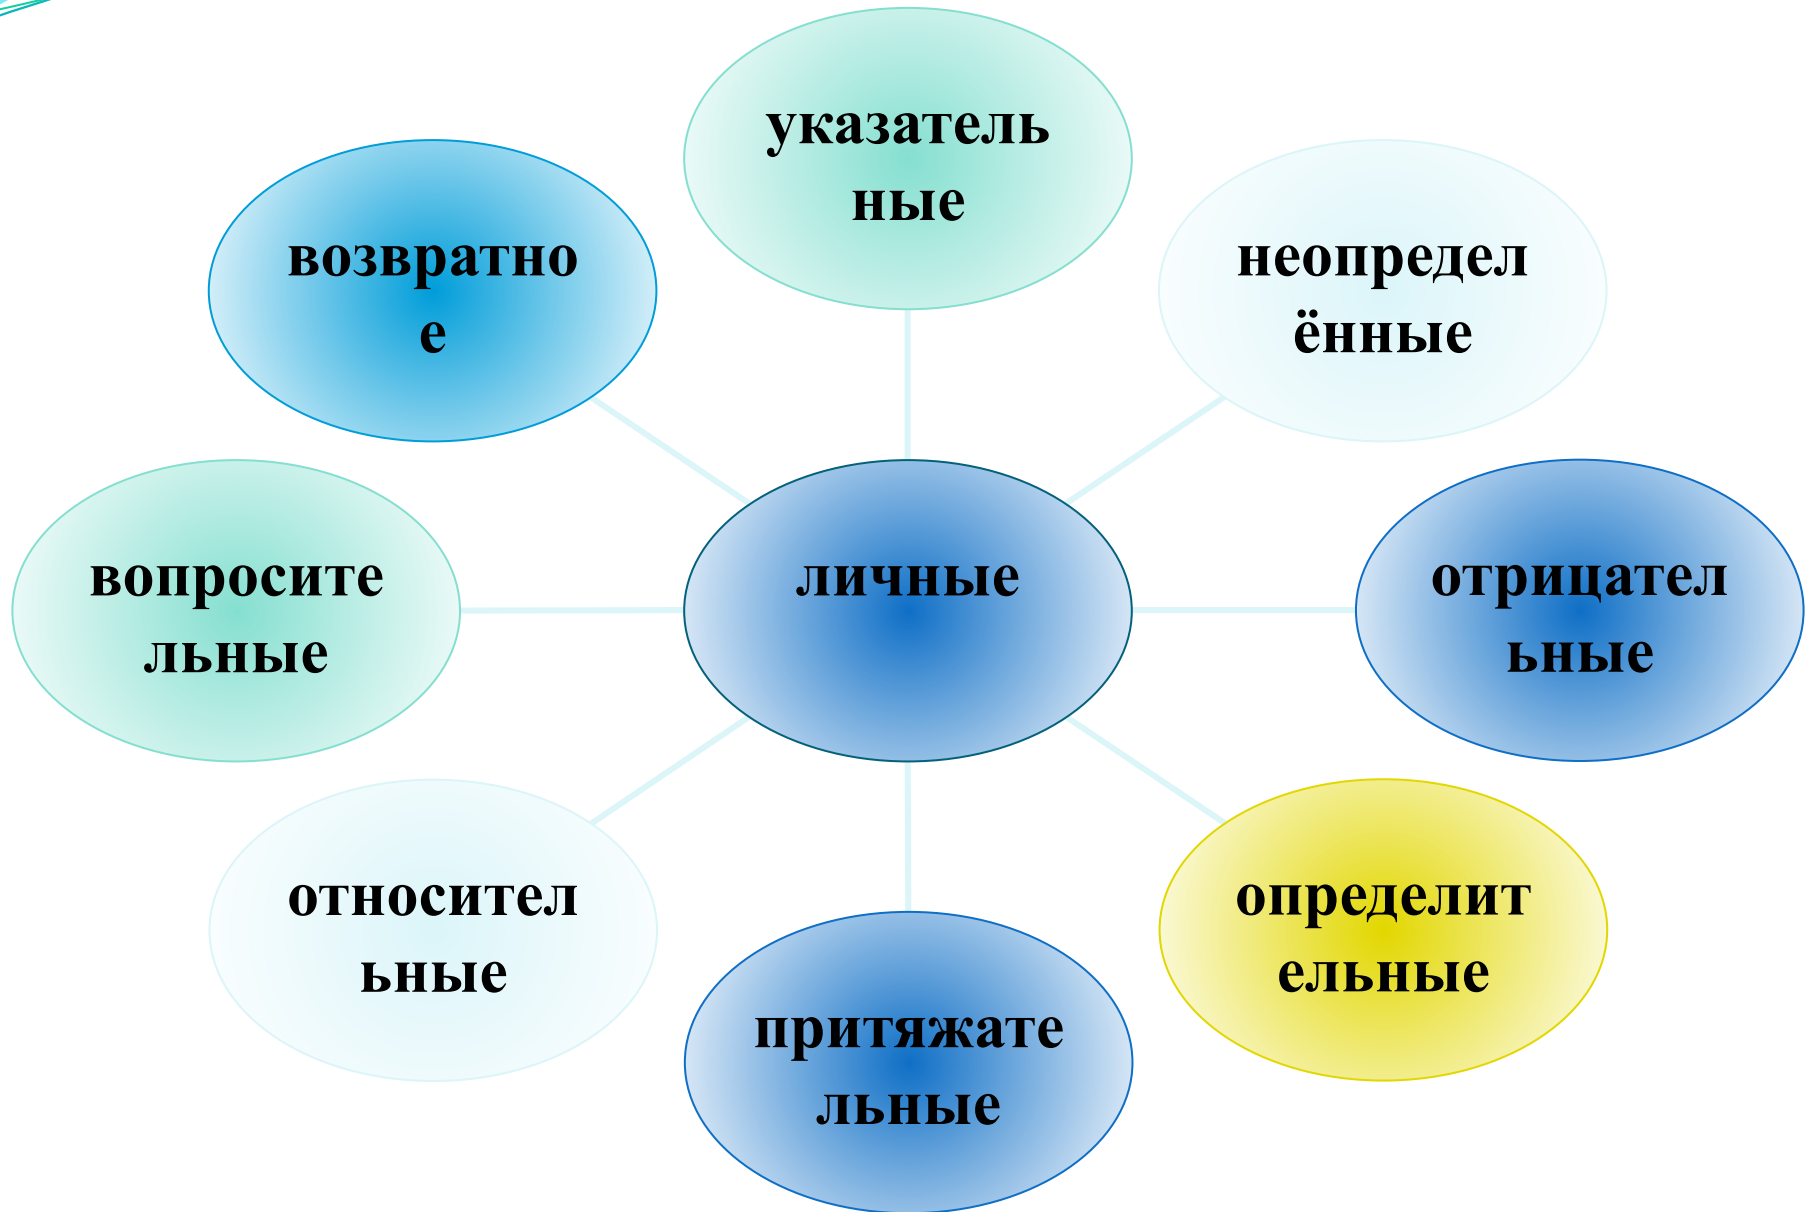 указатель
ные
возвратно
е
неопредел
ённые
вопросите
льные
личные
отрицател
ьные
относител
ьные
определит
ельные
притяжате
льные